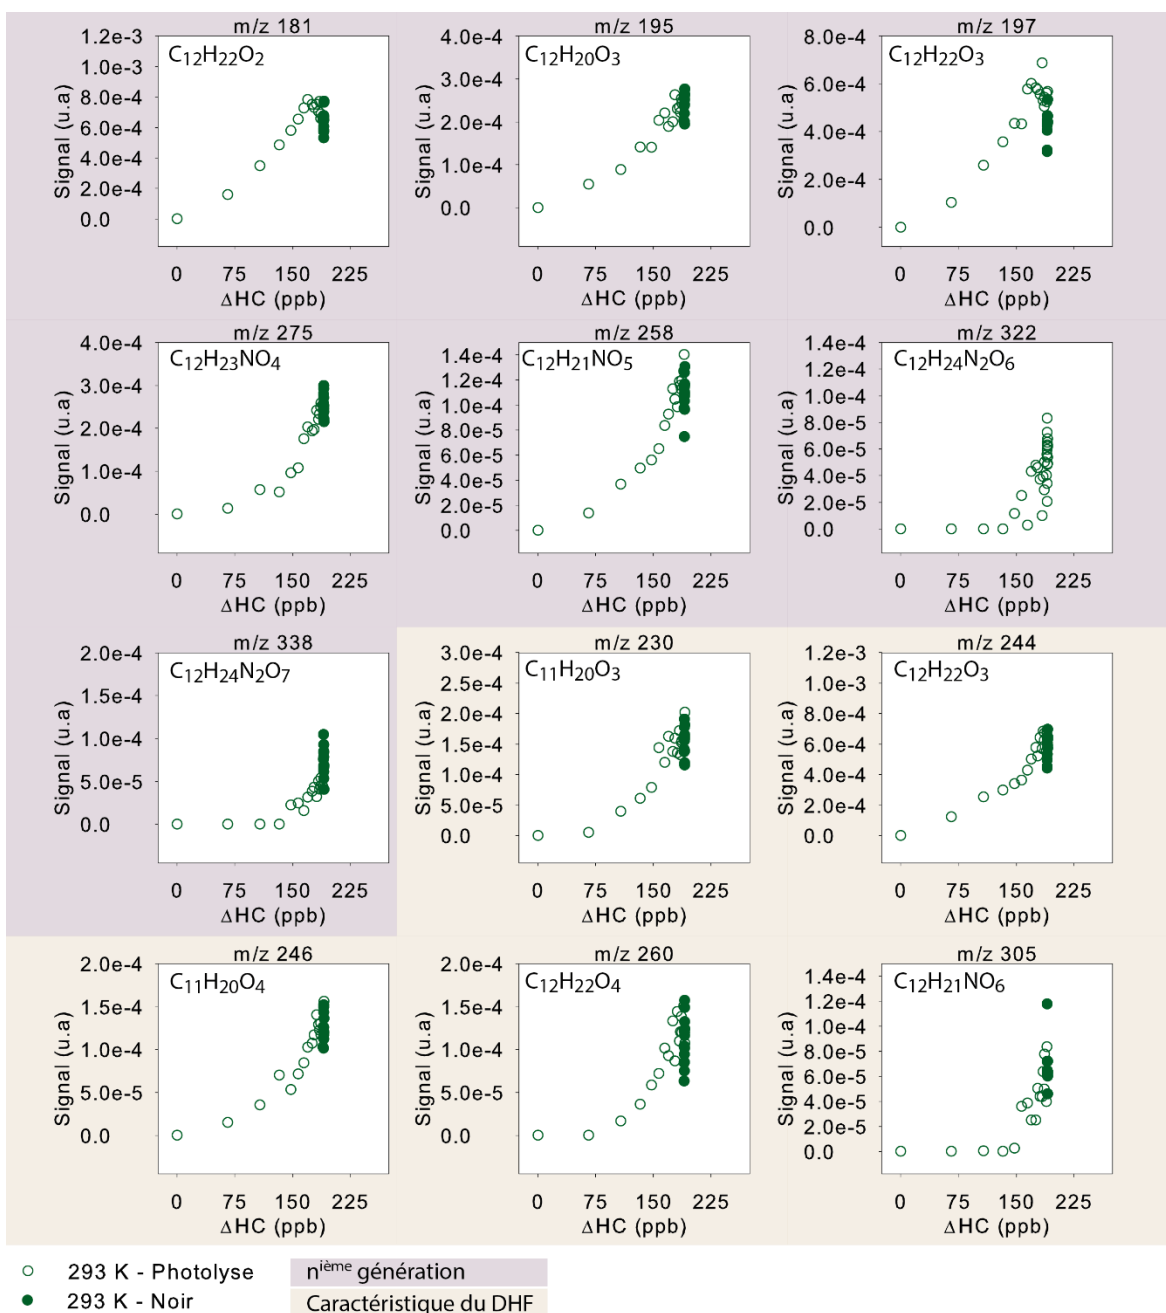 m/z 181 m/z 195 m/z 197
1.2e-3 4.0e-4 8.0e-4
C12H22O2 C12H20O3 C12H22O3
1.0e-3 3.0e-4 6.0e-4
8.0e-4 2.0e-4 4.0e-4
6.0e-4 1.0e-4 2.0e-4
4.0e-4 0.0 0.0
2.0e-4
0.0
Signal (u.a) Signal (u.a) Signal (u.a)
0 75 150 225 0 75 150 225 0 75 150 225
ΔHC (ppb) ΔHC (ppb) ΔHC (ppb)
m/z 275 m/z 258 m/z 322
C12H23NO4 C12H21NO5 C12H24N2O6
4.0e-4 1.4e-4 1.4e-4
3.0e-4 1.2e-4 1.2e-4
2.0e-4 1.0e-4 1.0e-4
1.0e-4 8.0e-5 8.0e-5
0.0 6.0e-5 6.0e-5
4.0e-5 4.0e-5
2.0e-5 2.0e-5
0.0 0.0
Signal (u.a) Signal (u.a) Signal (u.a)
0 75 150 225 0 75 150 225 0 75 150 225
ΔHC (ppb) ΔHC (ppb) ΔHC (ppb)
m/z 338 m/z 230 m/z 244
C12H24N2O7 C11H20O3 C12H22O3
2.0e-4 3.0e-4 1.2e-3
1.5e-4 2.5e-4 1.0e-3
1.0e-4 2.0e-4 8.0e-4
5.0e-5 1.5e-4 6.0e-4
0.0 1.0e-4 4.0e-4
5.0e-5 2.0e-4
0.0 0.0
Signal (u.a) Signal (u.a) Signal (u.a)
0 75 150 225 0 75 150 225 0 75 150 225
ΔHC (ppb) ΔHC (ppb) ΔHC (ppb)
m/z 246 m/z 260 m/z 305
C11H20O4 C12H22O4 C12H21NO6
2.0e-4 2.0e-4 1.4e-4
1.5e-4 1.5e-4 1.2e-4
1.0e-4 1.0e-4 1.0e-4
5.0e-5 5.0e-5 8.0e-5
0.0 0.0 6.0e-5
4.0e-5
2.0e-5
0.0
Signal (u.a) Signal (u.a) Signal (u.a)
0 75 150 225 0 75 150 225 0 75 150 225
ΔHC (ppb) ΔHC (ppb) ΔHC (ppb)
293 K - Photolyse nième génération
293 K - Noir Caractéristique du DHF